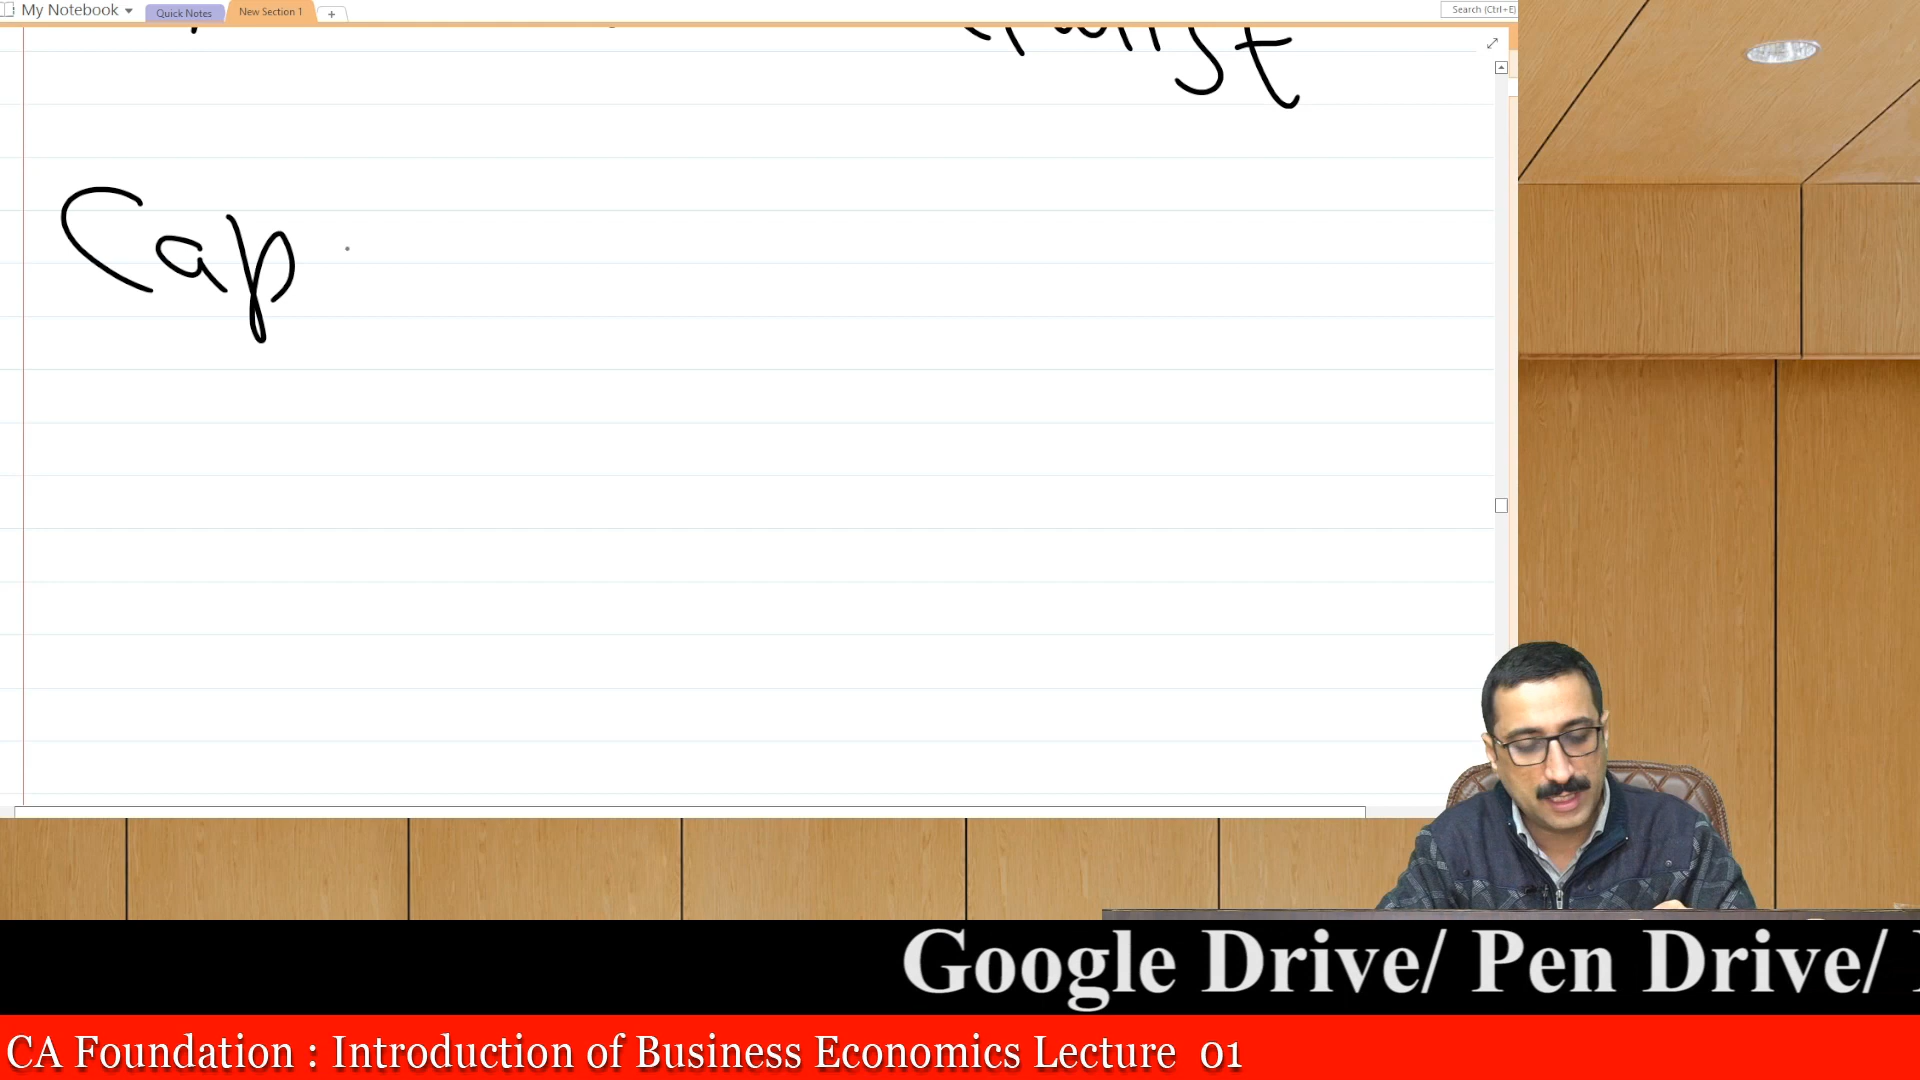 My Notebook
Quick Notes
New Section 1
Search (Ctrl+E)
Cap
Google Drive/ Pen Drive/
CA Foundation : Introduction of Business Economics Lecture 01